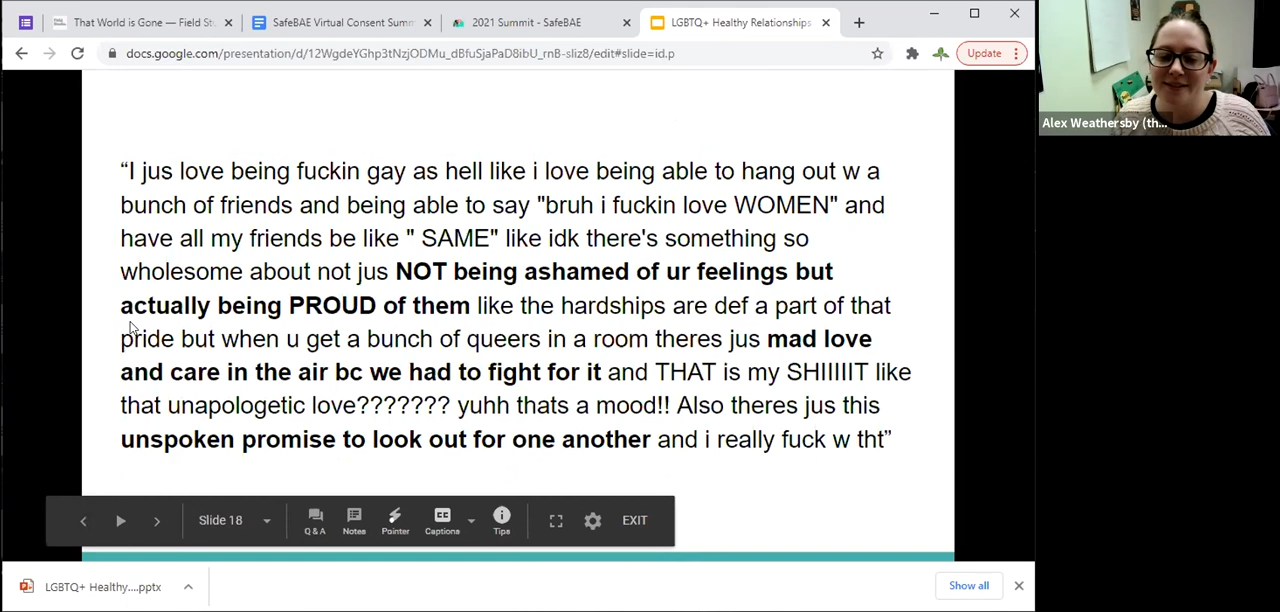 That World is Gone — Field St
SafeBAE Virtual Consent Summ
2021 Summit - SafeBAE
LGBTQ+ Healthy Relationships
docs.google.com/presentation/d/12WgdeYGhp3tNzjODMu_dBfuSjaPaD8ibU_rnB-sliz8/edit#slide=id.p
Update
Alex Weathersby (th...
“I jus love being fuckin gay as hell like i love being able to hang out w a
bunch of friends and being able to say "bruh i fuckin love WOMEN" and
have all my friends be like " SAME" like idk there's something so
wholesome about not jus NOT being ashamed of ur feelings but
actually being PROUD of them like the hardships are def a part of that
pride but when u get a bunch of queers in a room theres jus mad love
and care in the air bc we had to fight for it and THAT is my SHIIIIIT like
that unapologetic love??????? yuhh thats a mood!! Also theres jus this
unspoken promise to look out for one another and i really fuck w tht”
Slide 18
Q & A
Notes
Pointer
CC
Captions
Tips
EXIT
LGBTQ+ Healthy....pptx
Show all